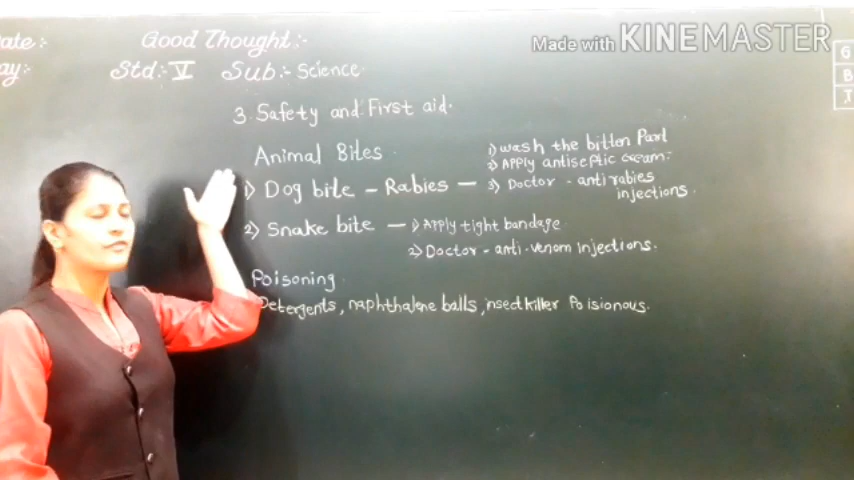 ate:-
Good Thought:-
Made with KINEMASTER
ay:-
Std:- V Sub:- Science
G
B
T
3. Safety and First aid.
Animal Bites
1) wash the bitten Part
2) Apply antiseptic cream.
1) Dog bite - Rabies -
3) Doctor - anti rabies
injections.
2) Snake bite - 1) Apply tight bandage
2) Doctor - anti-venom injections.
Poisoning
Detergents, naphthalene balls, insect killer Poisionous.